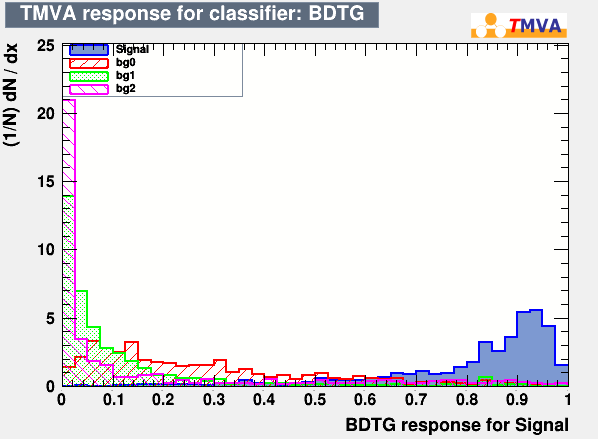 TMVA response for classifier: BDTG
TMVA
(1/N) dN / dx
Signal
bg0
bg1
bg2
25
20
15
10
5
0
0 0.1 0.2 0.3 0.4 0.5 0.6 0.7 0.8 0.9 1
BDTG response for Signal